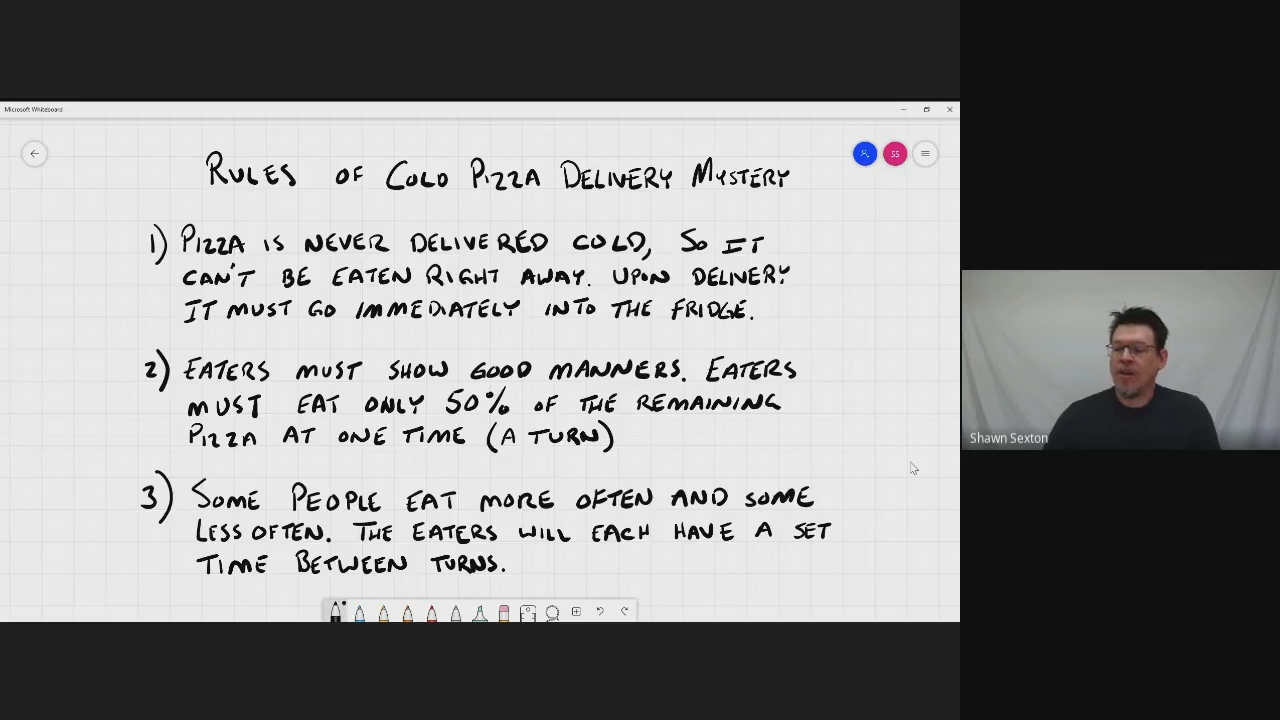 Microsoft Whiteboard
SS
RULES OF COLD PIZZA DELIVERY MYSTERY
1) PIZZA IS NEVER DELIVERED COLD, SO IT
CAN'T BE EATEN RIGHT AWAY. UPON DELIVERY
IT MUST GO IMMEDIATELY INTO THE FRIDGE.
2) EATERS MUST SHOW GOOD MANNERS. EATERS
MUST EAT ONLY 50% OF THE REMAINING
PIZZA AT ONE TIME (A TURN)
3) SOME PEOPLE EAT MORE OFTEN AND SOME
LESS OFTEN. THE EATERS WILL EACH HAVE A SET
TIME BETWEEN TURNS.
Shawn Sexton